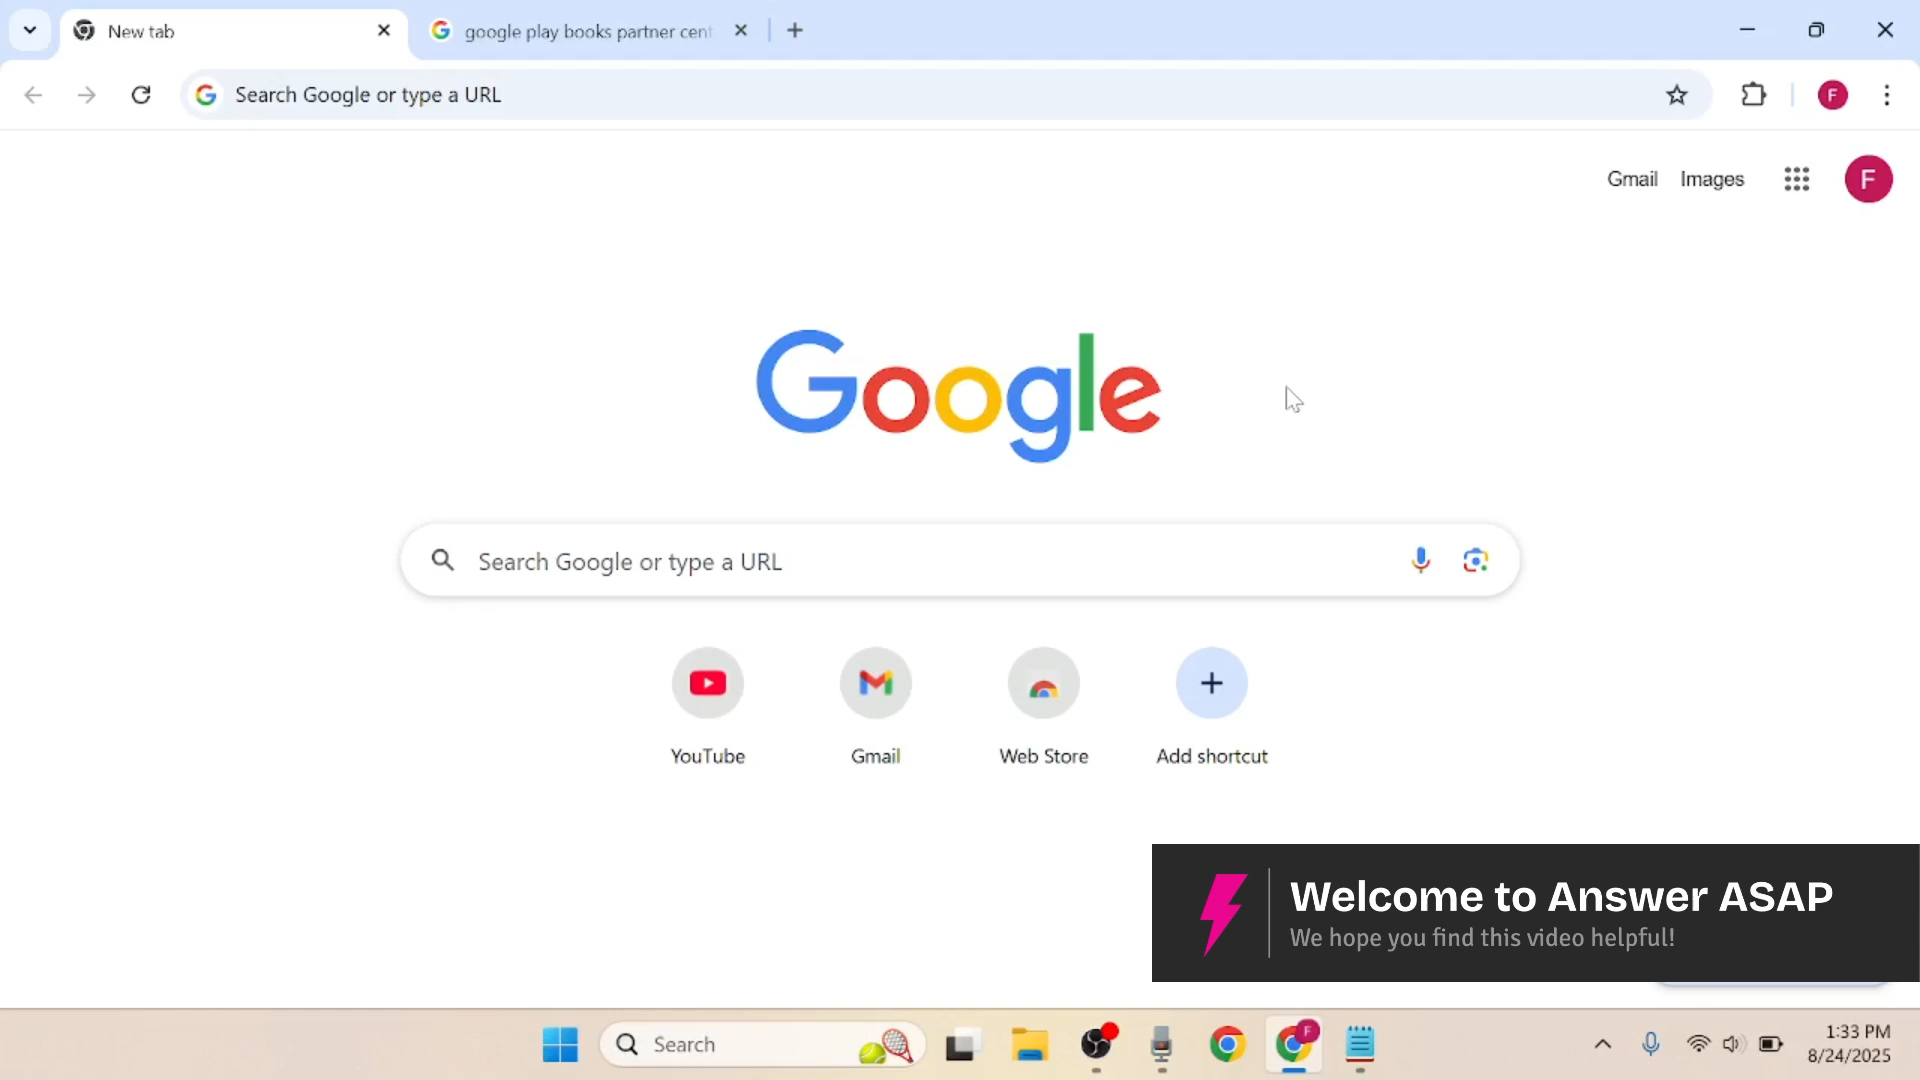 New tab
google play books partner cent
Search Google or type a URL
F
Gmail
Images
F
Google
Search Google or type a URL
YouTube
Gmail
Web Store
Add shortcut
Welcome to Answer ASAP
We hope you find this video helpful!
Search
F
1:33 PM
8/24/2025